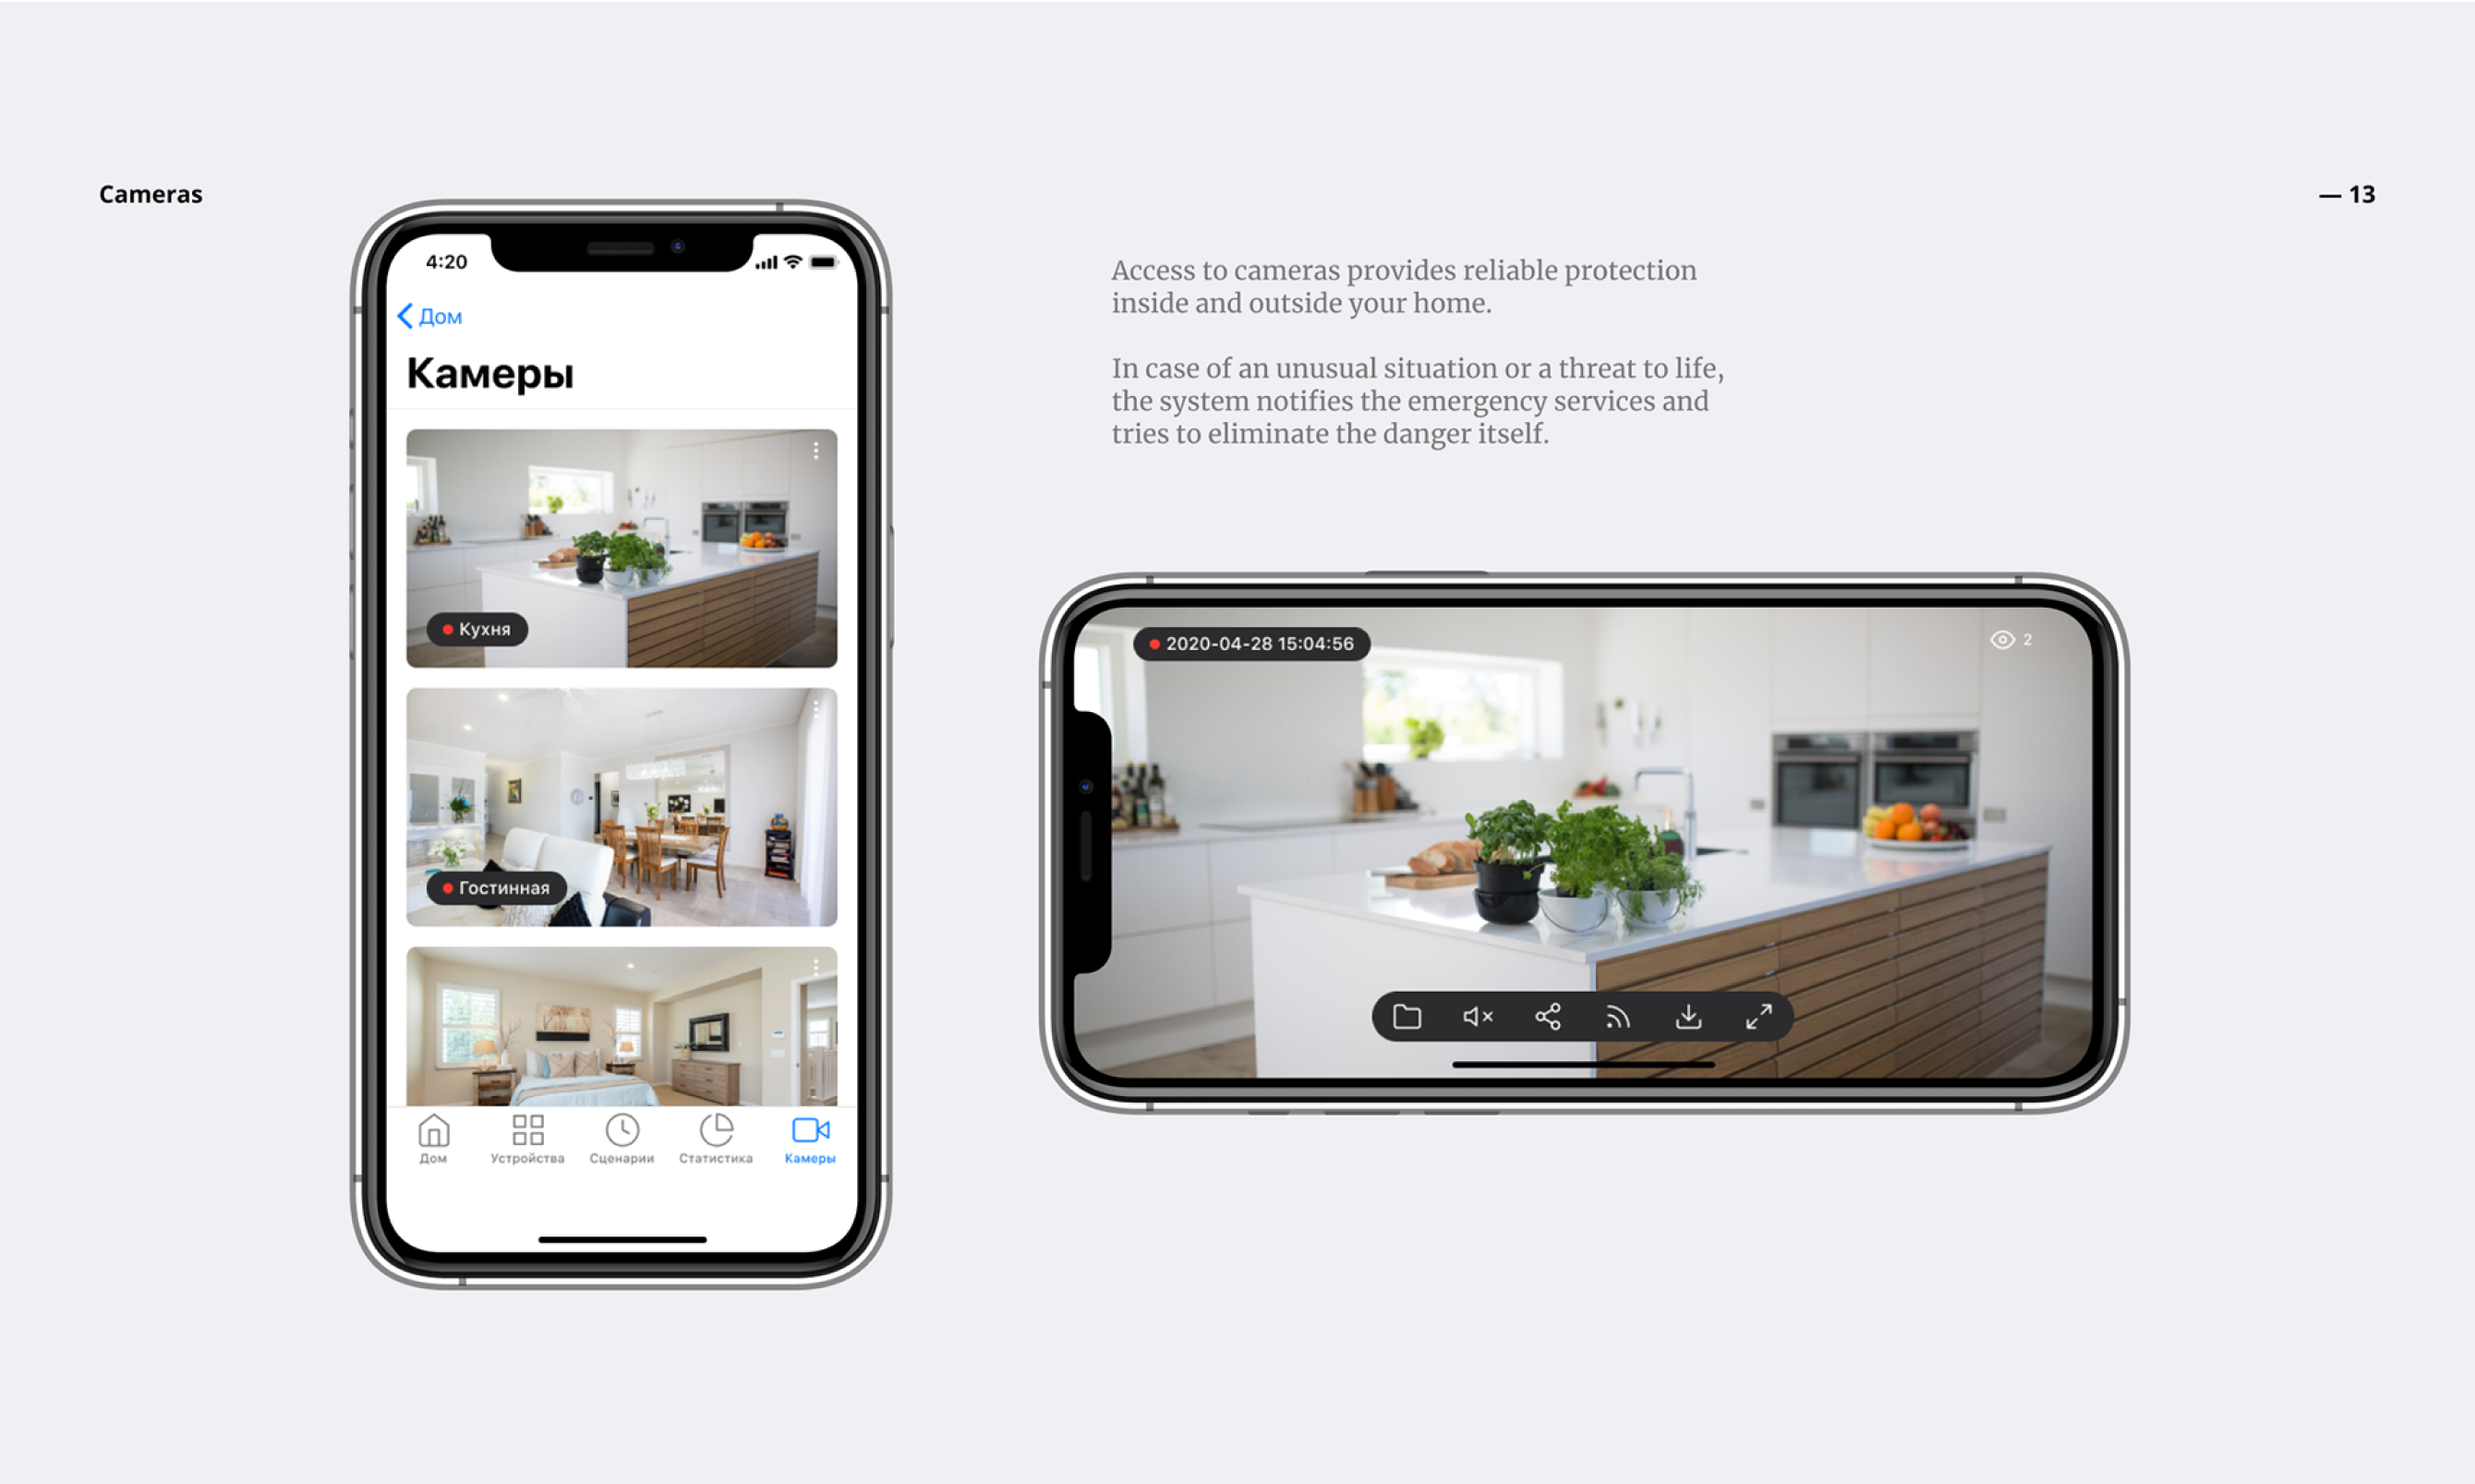 Cameras
— 13
4:20
Дом
Камеры
Кухня
Гостинная
Дом
Устройства
Сценарии
Статистика
Камеры
Access to cameras provides reliable protection
inside and outside your home.
In case of an unusual situation or a threat to life,
the system notifies the emergency services and
tries to eliminate the danger itself.
2020-04-28 15:04:56
2